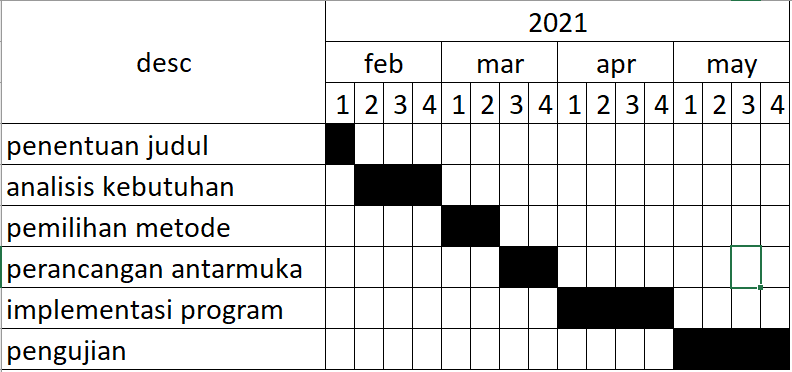 2021
desc
feb mar apr may
1 2 3 4 1 2 3 4 1 2 3 4 1 2 3 4
penentuan judul
analisis kebutuhan
pemilihan metode
perancangan antarmuka
implementasi program
pengujian